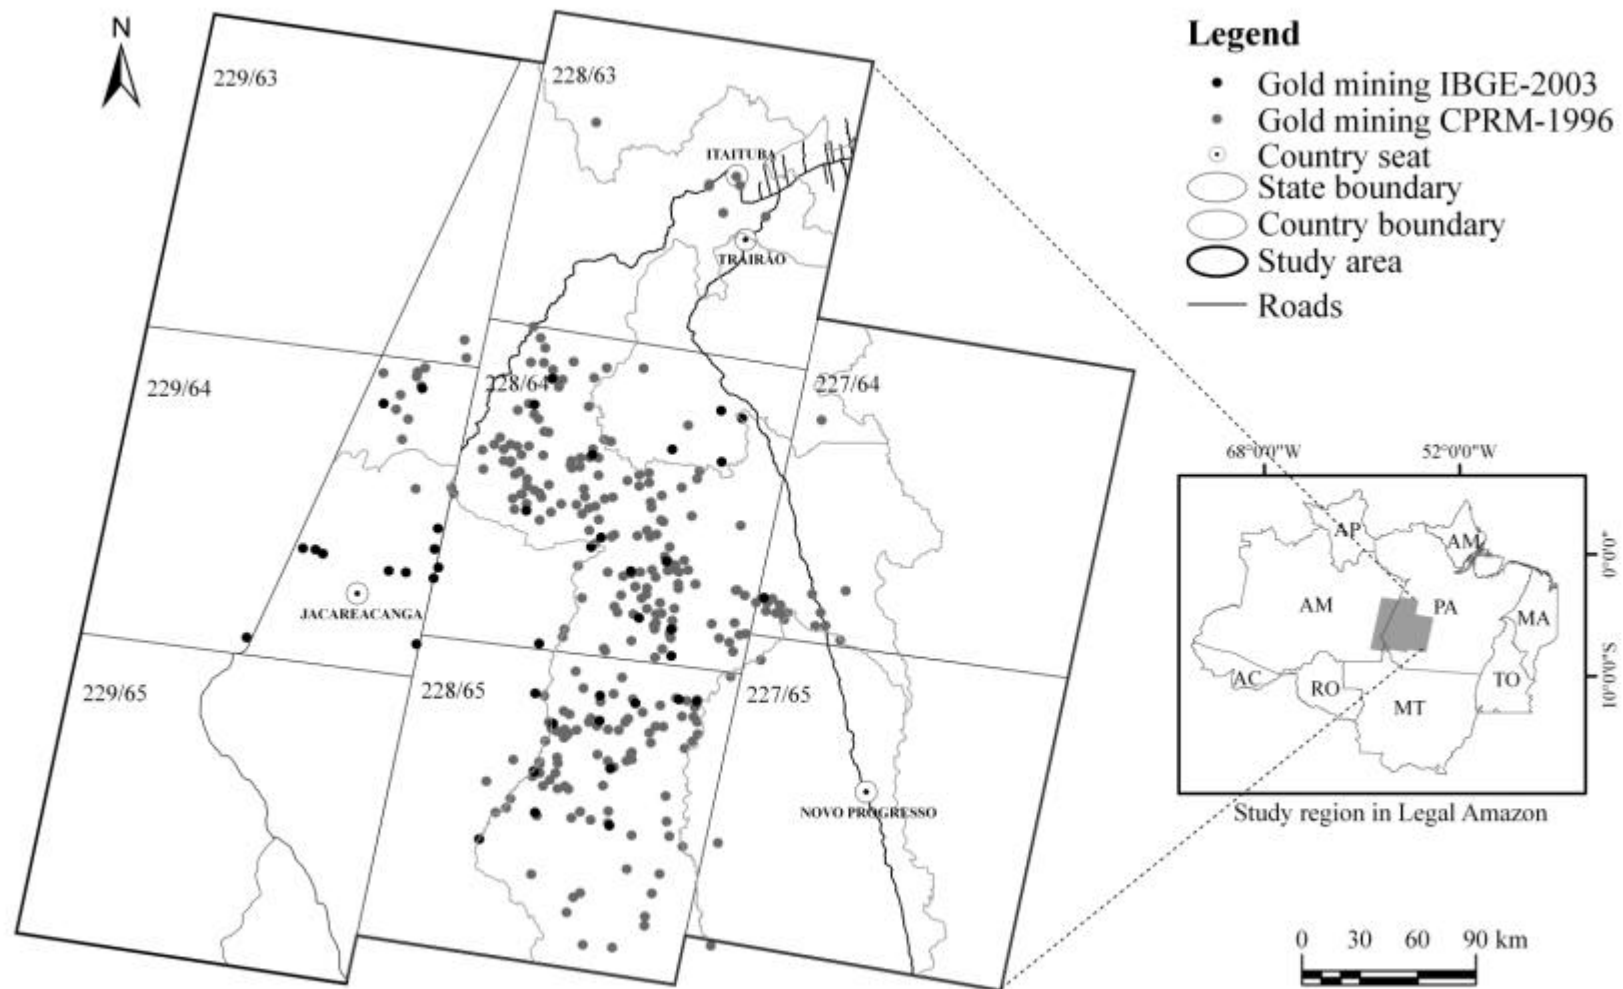 N
229/63
228/63
ITAITUBA
TRAIRÃO
229/64
228/64
227/64
JACAREACANGA
229/65
228/65
227/65
NOVO PROGRESSO
Legend
Gold mining IBGE-2003
Gold mining CPRM-1996
Country seat
State boundary
Country boundary
Study area
Roads
68°0'0"W
52°0'0"W
AP
AM
0°0'0"
AM
PA
MA
AC
RO
MT
TO
10°0'0"S
Study region in Legal Amazon
0 30 60 90 km